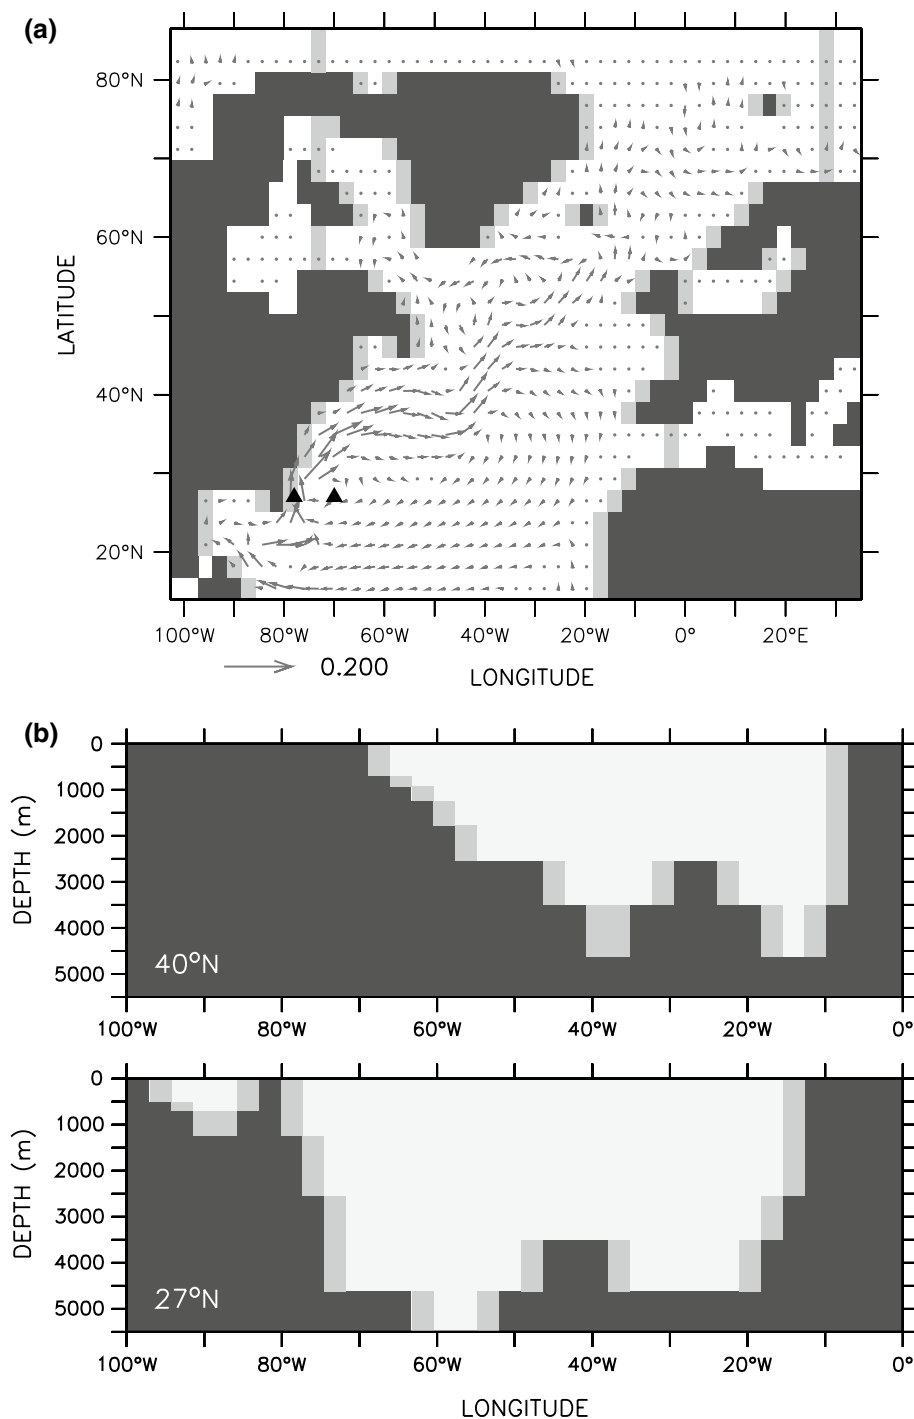 (a)
80°N
60°N
40°N
20°N
LATITUDE
100°W 80°W 60°W 40°W 20°W 0° 20°E
0.200
LONGITUDE
(b)
0
1000
2000
3000
4000
5000
DEPTH (m)
40°N
100°W 80°W 60°W 40°W 20°W 0°
0
1000
2000
3000
4000
5000
DEPTH (m)
27°N
100°W 80°W 60°W 40°W 20°W 0°
LONGITUDE